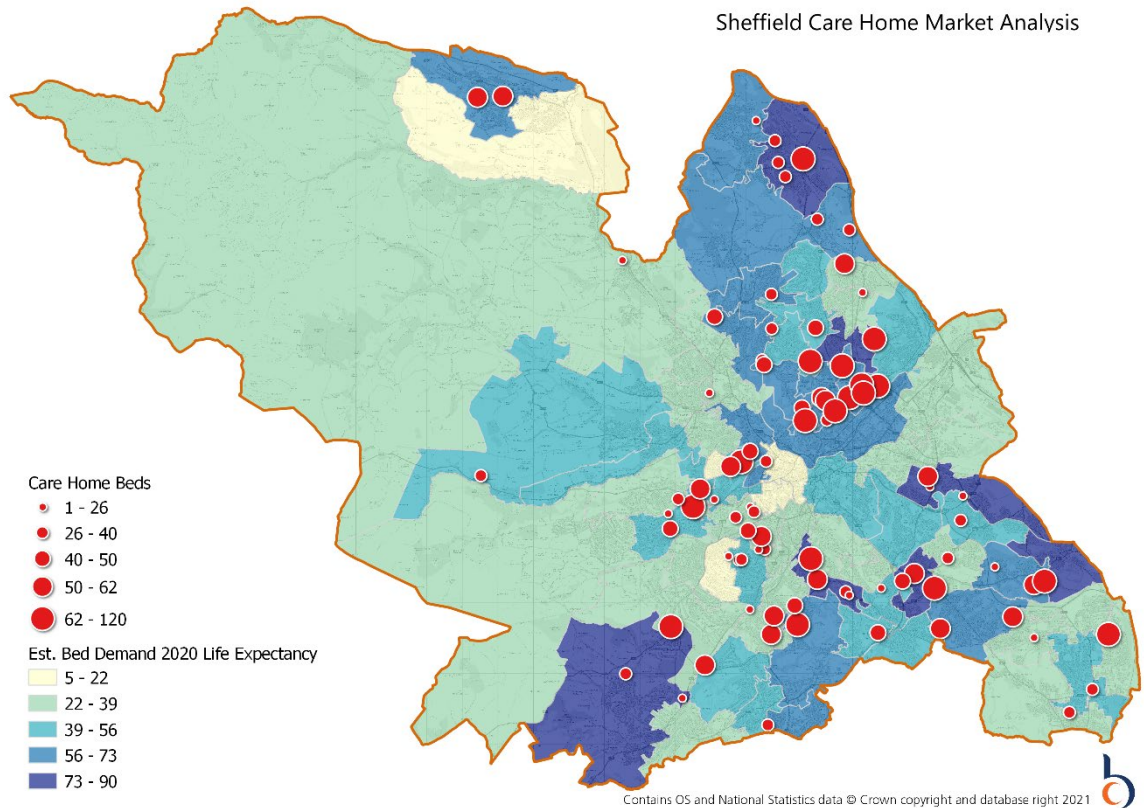 Sheffield Care Home Market Analysis
Care Home Beds
1 - 26
26 - 40
40 - 50
50 - 62
62 - 120
Est. Bed Demand 2020 Life Expectancy
5 - 22
22 - 39
39 - 56
56 - 73
73 - 90
Contains OS and National Statistics data © Crown copyright and database right 2021